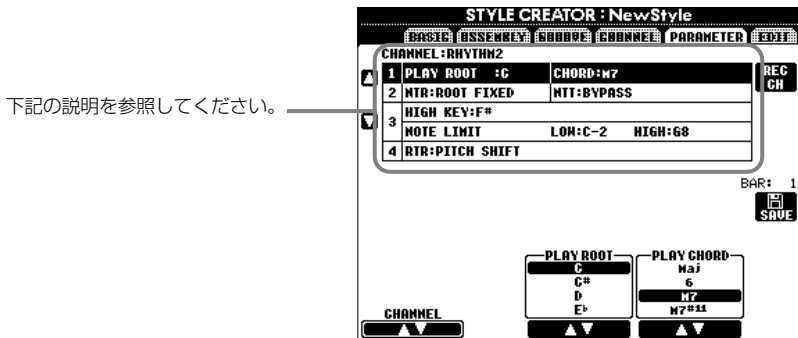 STYLE CREATOR : NewStyle
BASIC ASSEMBLY GROOVE CHANNEL PARAMETER EDIT
CHANNEL:RHYTHM2
1 PLAY ROOT :C CHORD:M7
REC CH
2 NTR:ROOT FIXED NTT:BYPASS
下記の説明を参照してください。
3 HIGH KEY:F#
NOTE LIMIT LOW:C-2 HIGH:G8
4 RTR:PITCH SHIFT
BAR: 1
SAVE
PLAY ROOT PLAY CHORD
C Maj
C# 6
D M7
E♭ M7#11
CHANNEL